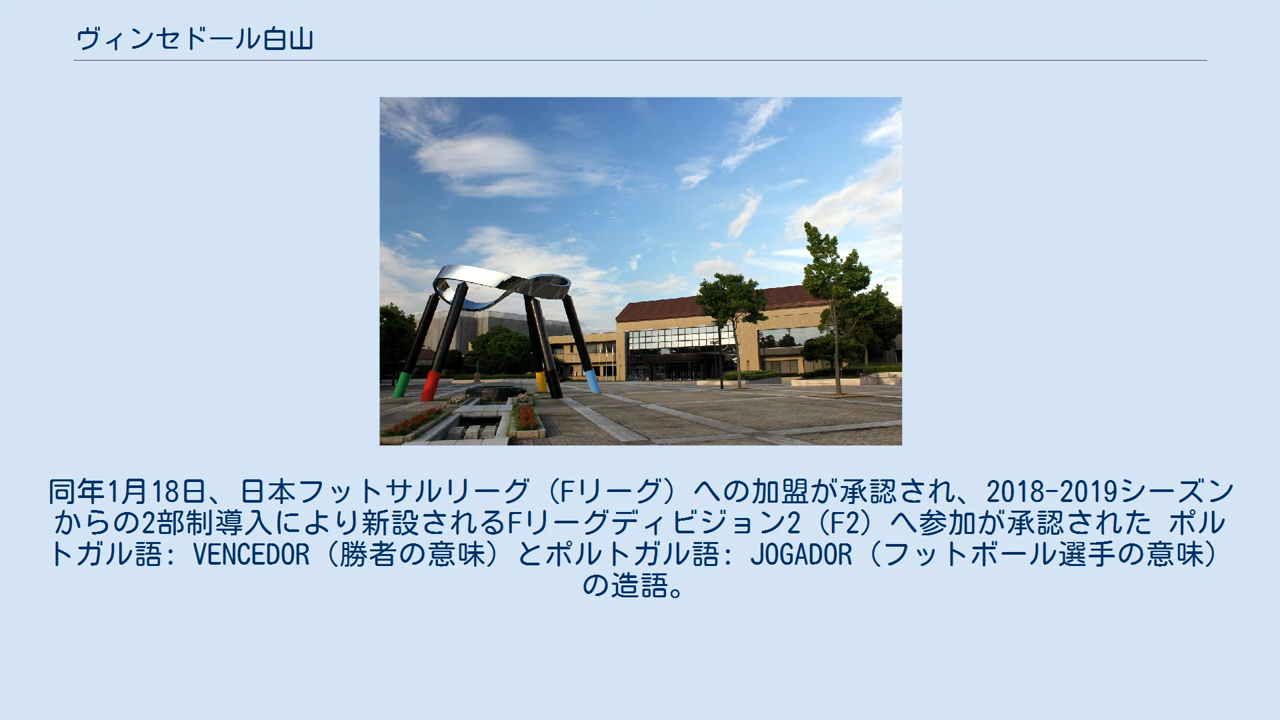 ヴィンセドール白山
同年1月18日、日本フットサルリーグ（Fリーグ）への加盟が承認され、2018-2019シーズン
からの2部制導入により新設されるFリーグディビジョン2（F2）へ参加が承認された ポル
トガル語: VENCEDOR（勝者の意味）とポルトガル語: JOGADOR（フットボール選手の意味）
の造語。